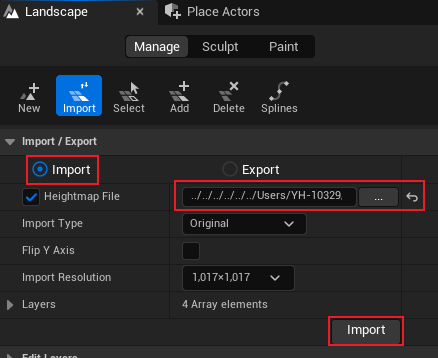 Landscape × Place Actors
Manage Sculpt Paint
New Import Select Add Delete Splines
Import / Export
Import Export
Heightmap File ../../../../../../Users/YH-10329, ...
Import Type Original
Flip Y Axis
Import Resolution 1,017×1,017
Layers 4 Array elements
Import
Edit Layers